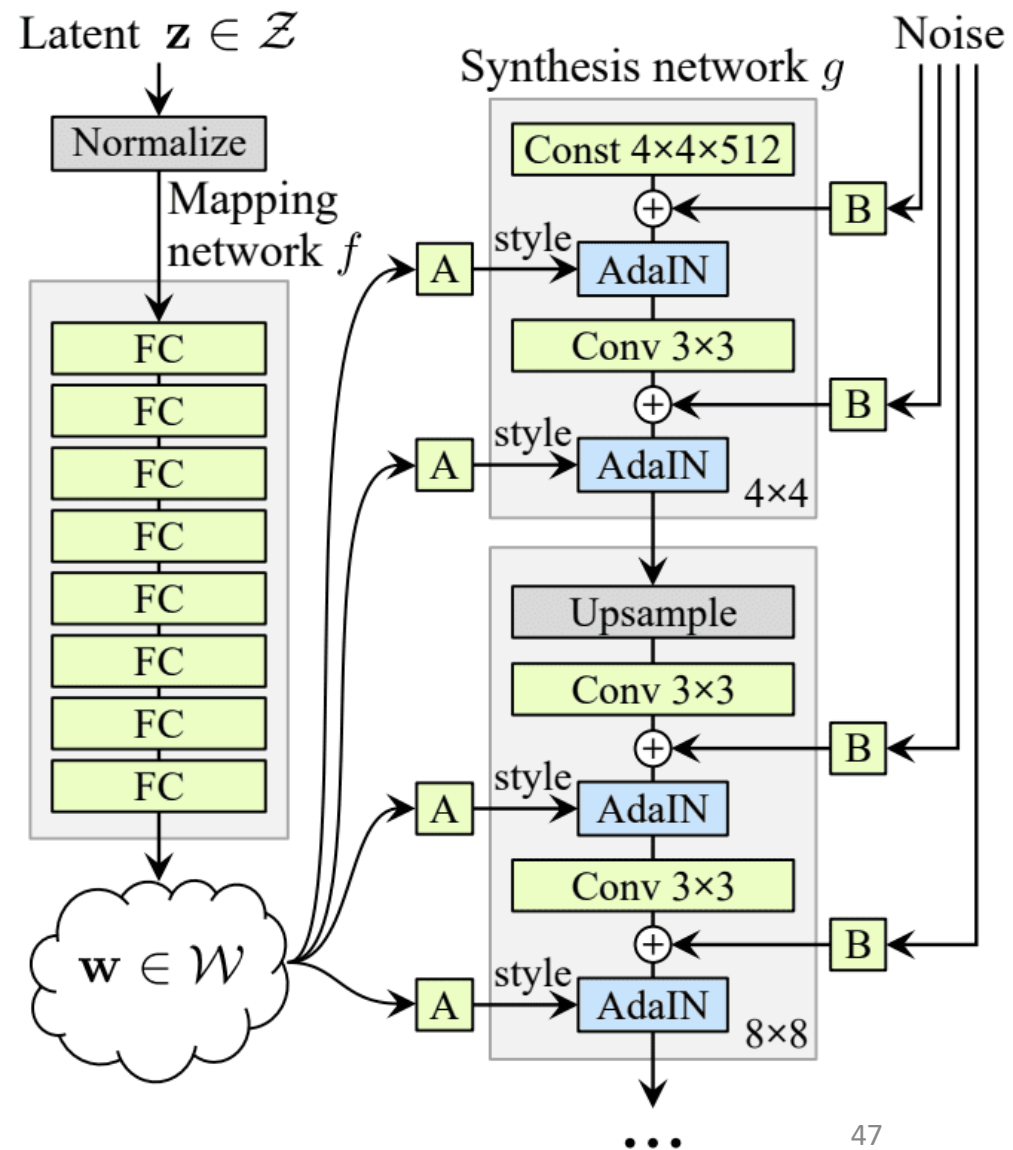 Latent z ∈ 𝒵
Normalize
Mapping
network f
FC
FC
FC
FC
FC
FC
FC
FC
w ∈ 𝒲
Synthesis network g
Noise
Const 4×4×512
B
A
style
AdaIN
Conv 3×3
B
A
style
AdaIN
4×4
Upsample
Conv 3×3
B
A
style
AdaIN
Conv 3×3
B
A
style
AdaIN
8×8
...
47